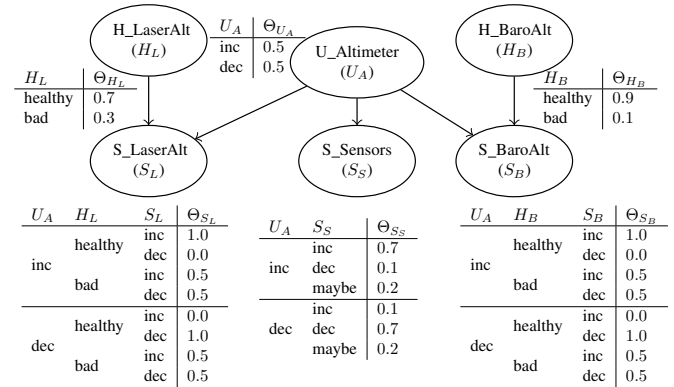 H_LaserAlt
(H_L)
U_A Θ_{U_A}
inc 0.5
dec 0.5
U_Altimeter
(U_A)
H_BaroAlt
(H_B)
H_L Θ_{H_L}
healthy 0.7
bad 0.3
H_B Θ_{H_B}
healthy 0.9
bad 0.1
S_LaserAlt
(S_L)
S_Sensors
(S_S)
S_BaroAlt
(S_B)
U_A H_L S_L Θ_{S_L}
inc healthy inc 1.0
dec 0.0
bad inc 0.5
dec 0.5
dec healthy inc 0.0
dec 1.0
bad inc 0.5
dec 0.5
U_A S_S Θ_{S_S}
inc inc 0.7
dec 0.1
maybe 0.2
dec inc 0.1
dec 0.7
maybe 0.2
U_A H_B S_B Θ_{S_B}
inc healthy inc 1.0
dec 0.0
bad inc 0.5
dec 0.5
dec healthy inc 0.0
dec 1.0
bad inc 0.5
dec 0.5